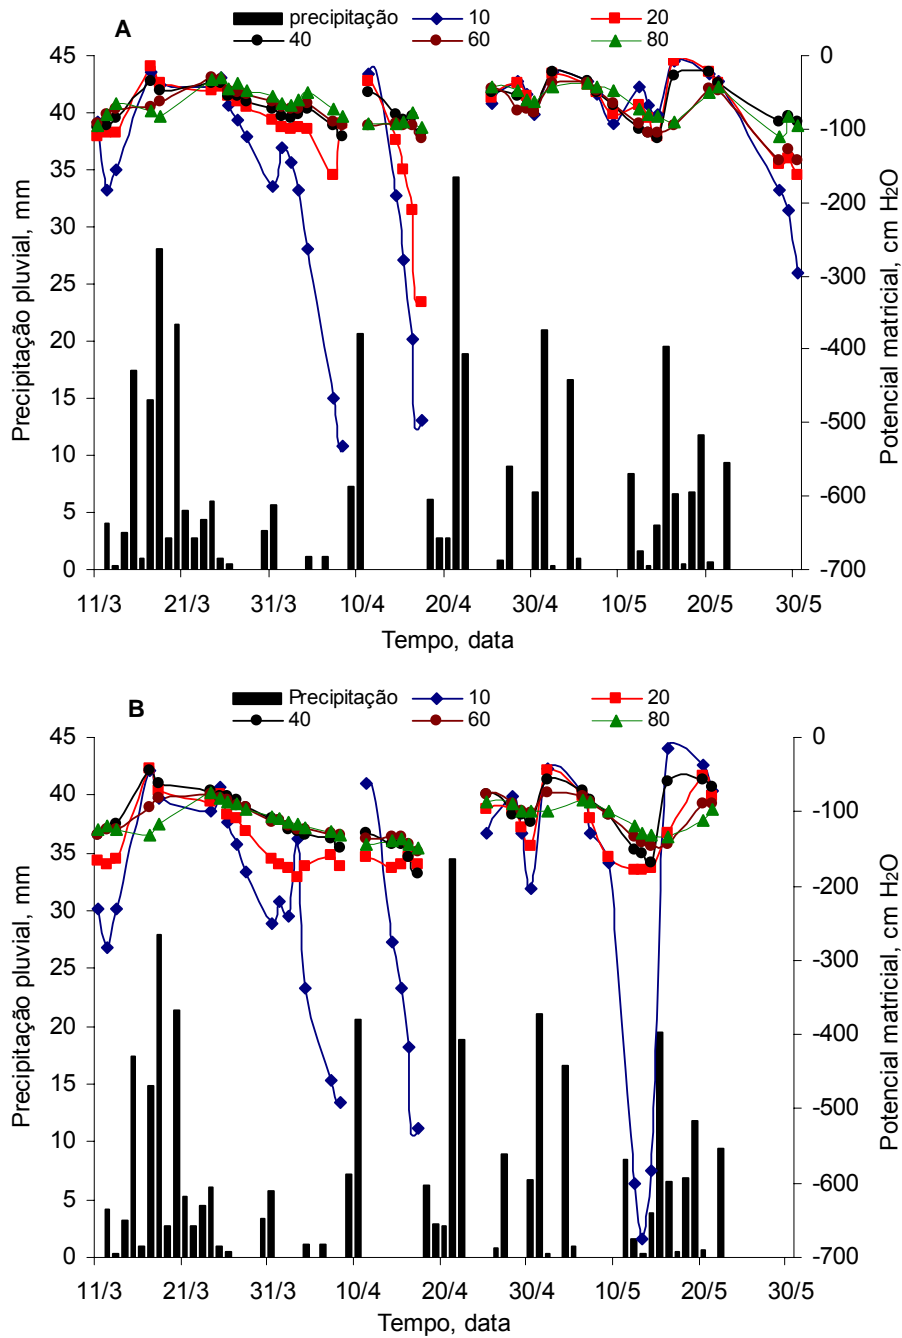 A
precipitação 10 20
40 60 80
45 0
40 -100
35 -200
30 -300
25 -400
20 -500
15 -600
10 -700
5
0
Precipitação pluvial, mm
Potencial matricial, cm H2O
11/3 21/3 31/3 10/4 20/4 30/4 10/5 20/5 30/5
Tempo, data
B
Precipitação 10 20
40 60 80
45 0
40 -100
35 -200
30 -300
25 -400
20 -500
15 -600
10 -700
5
0
Precipitação pluvial, mm
Potencial matricial, cm H2O
11/3 21/3 31/3 10/4 20/4 30/4 10/5 20/5 30/5
Tempo, data